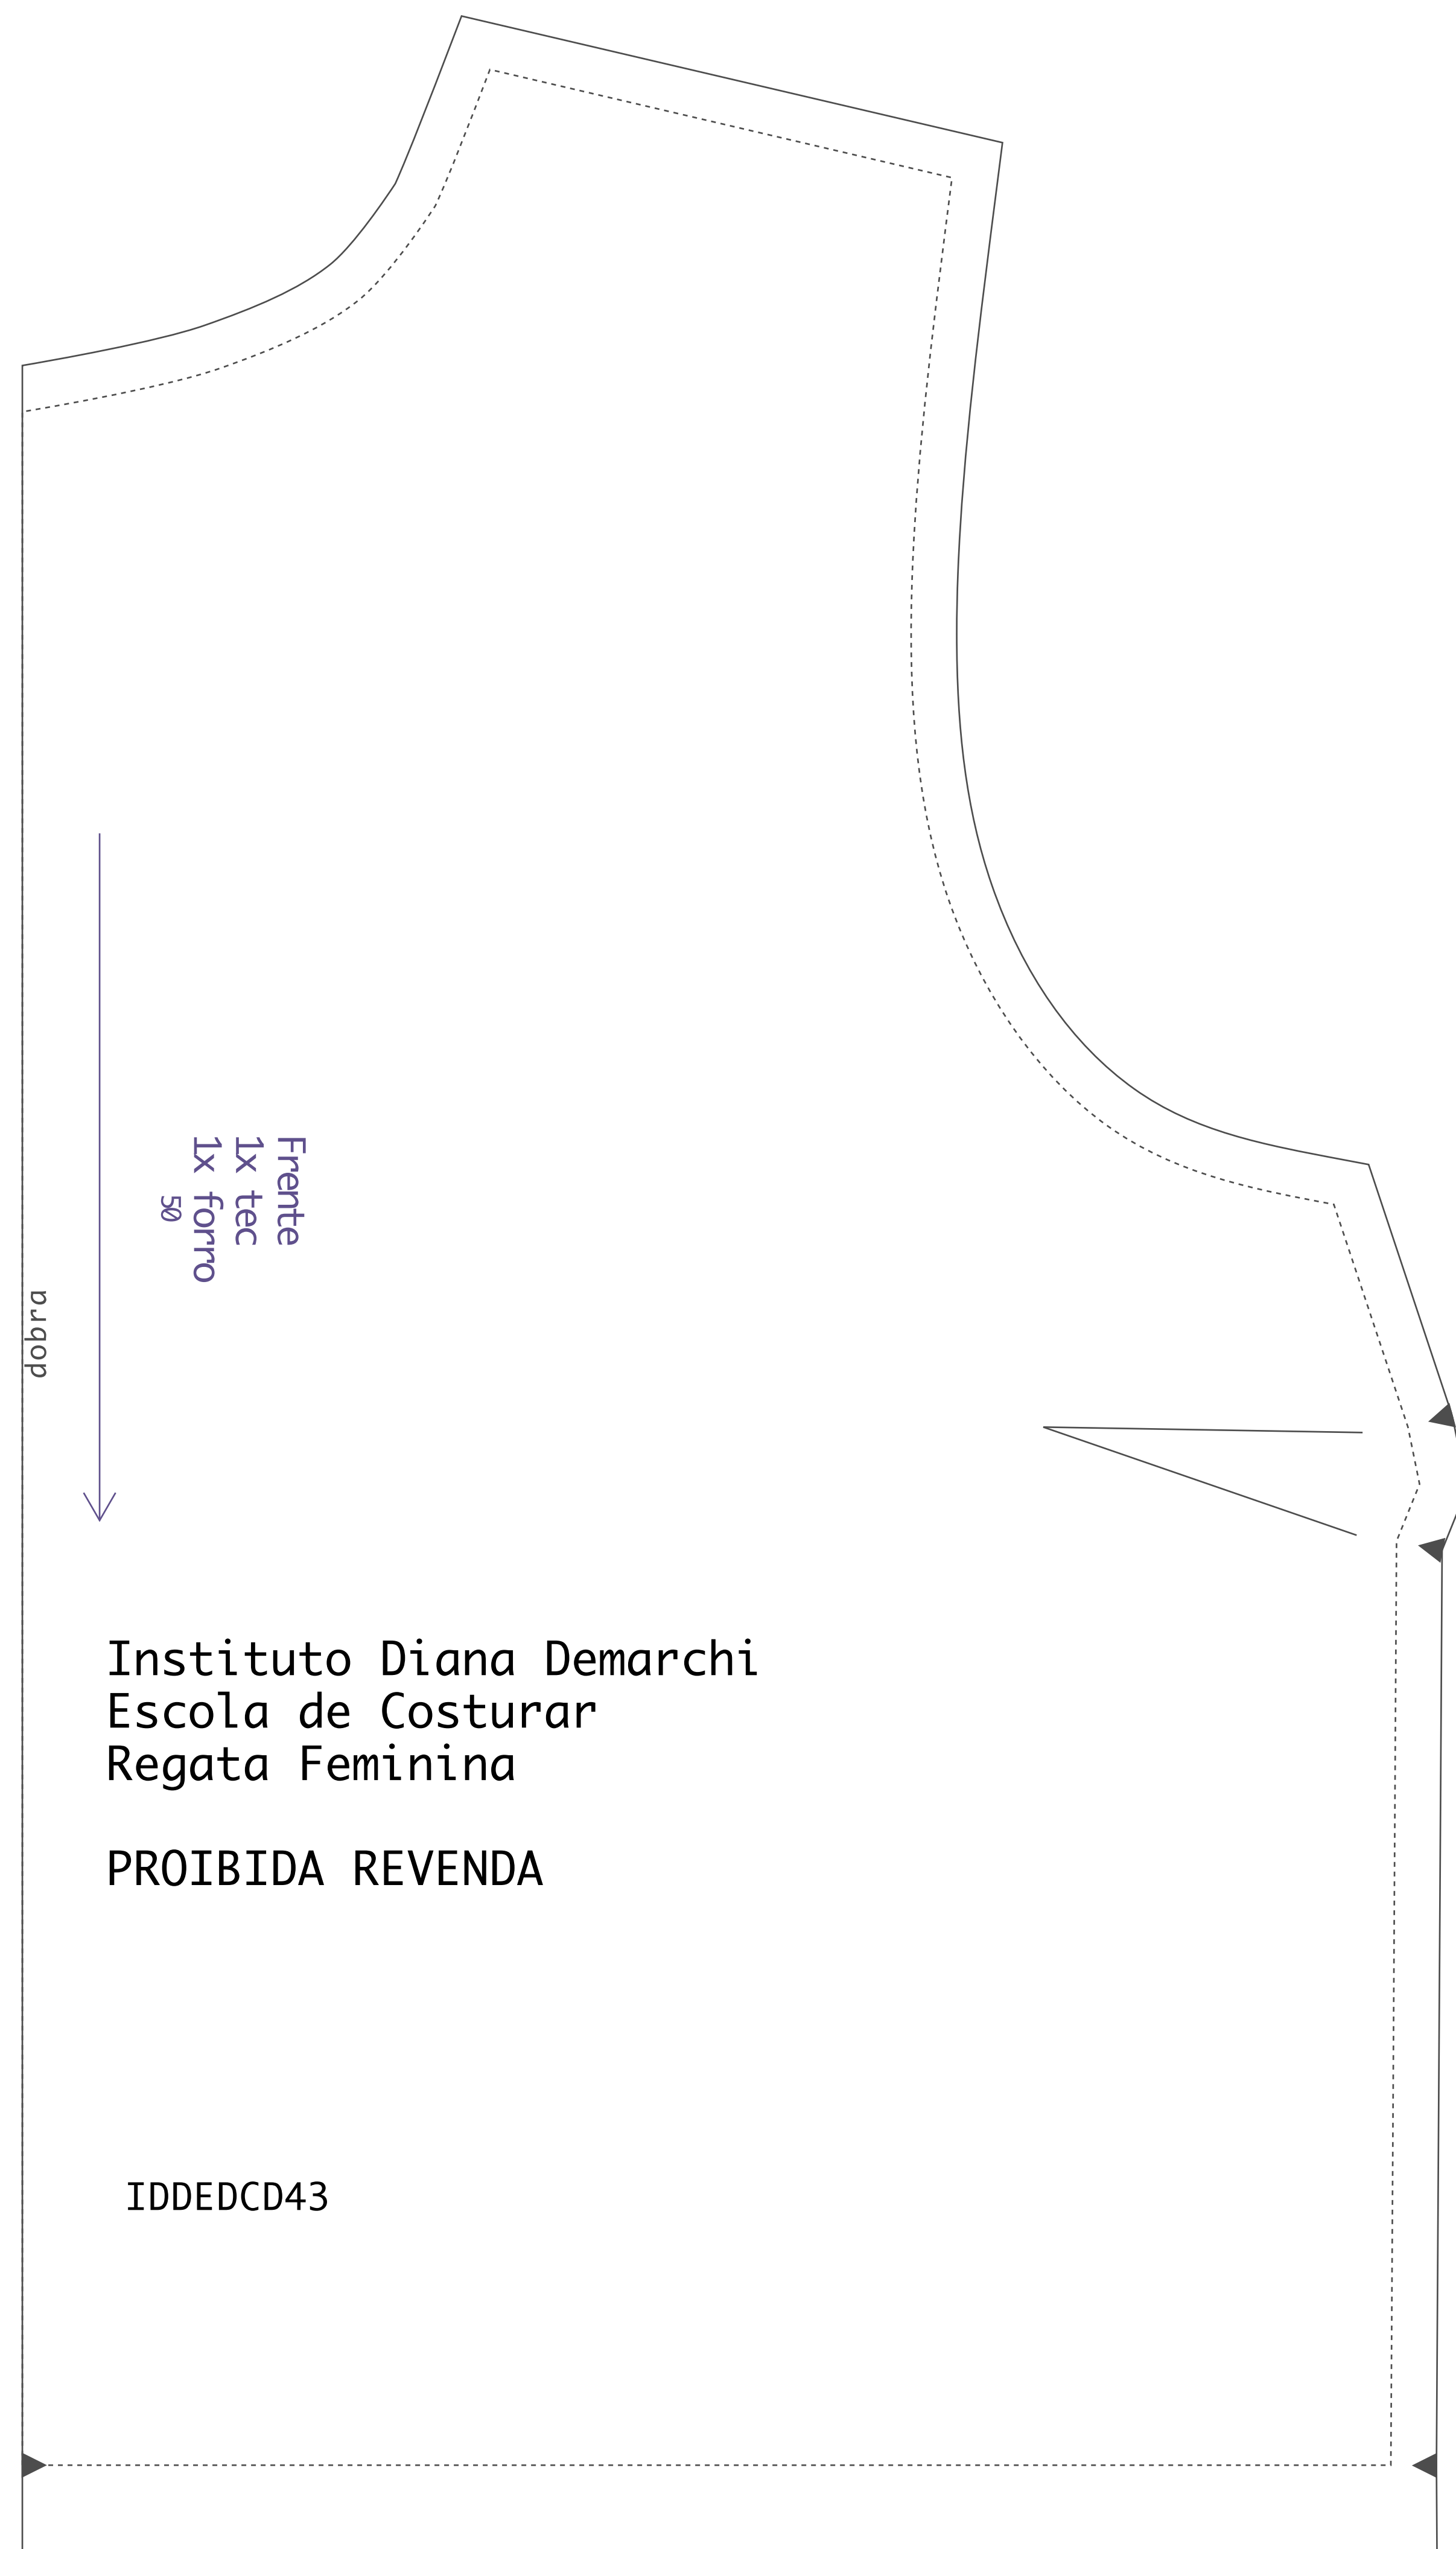 Frente
1x tec
1x forro
50
dobra
Instituto Diana Demarchi
Escola de Costurar
Regata Feminina
PROIBIDA REVENDA
IDDEDCD43